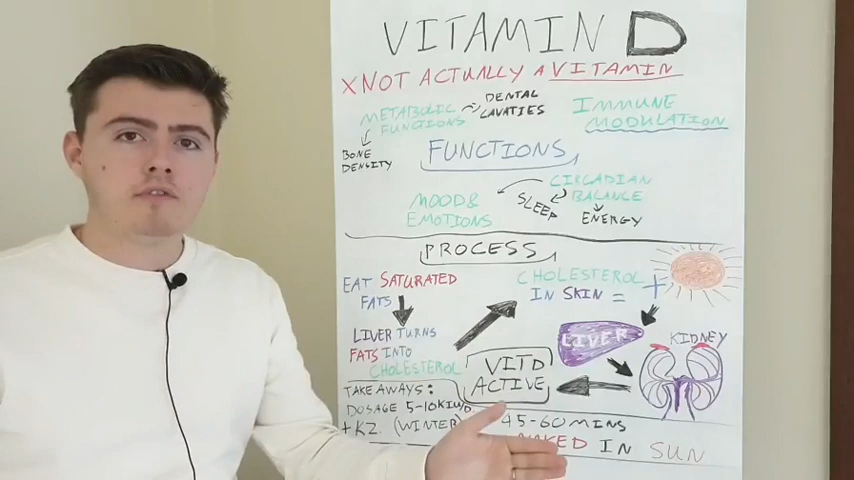 VITAMIN D
X NOT ACTUALLY A VITAMIN
METABOLIC FUNCTIONS
DENTAL CAVATIES
IMMUNE MODULATION
BONE DENSITY
FUNCTIONS
MOOD & EMOTIONS
CIRCADIAN BALANCE
SLEEP
ENERGY
PROCESS
EAT SATURATED FATS
CHOLESTEROL
IN SKIN = +
LIVER TURNS
FATS INTO
CHOLESTEROL
LIVER
KIDNEY
VIT D
ACTIVE
TAKE AWAYS:
DOSAGE 5-10K IU/D
+K2 (WINTER)
45-60 MINS
IN SUN